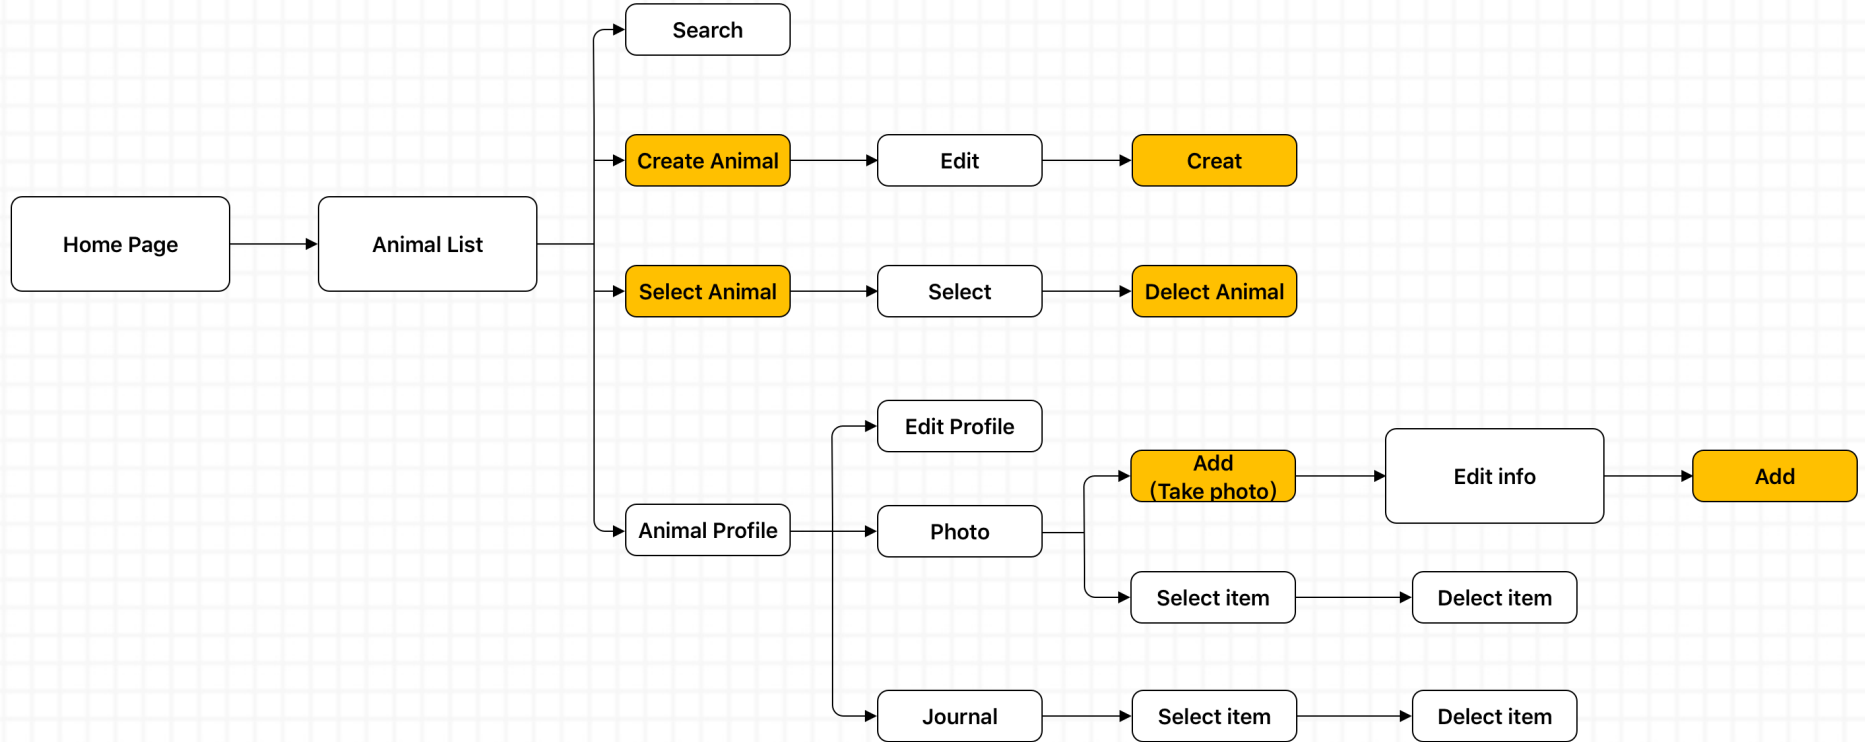 Search
Create Animal
Edit
Creat
Home Page
Animal List
Select Animal
Select
Delect Animal
Edit Profile
Add
(Take photo)
Edit info
Add
Animal Profile
Photo
Select item
Delect item
Journal
Select item
Delect item